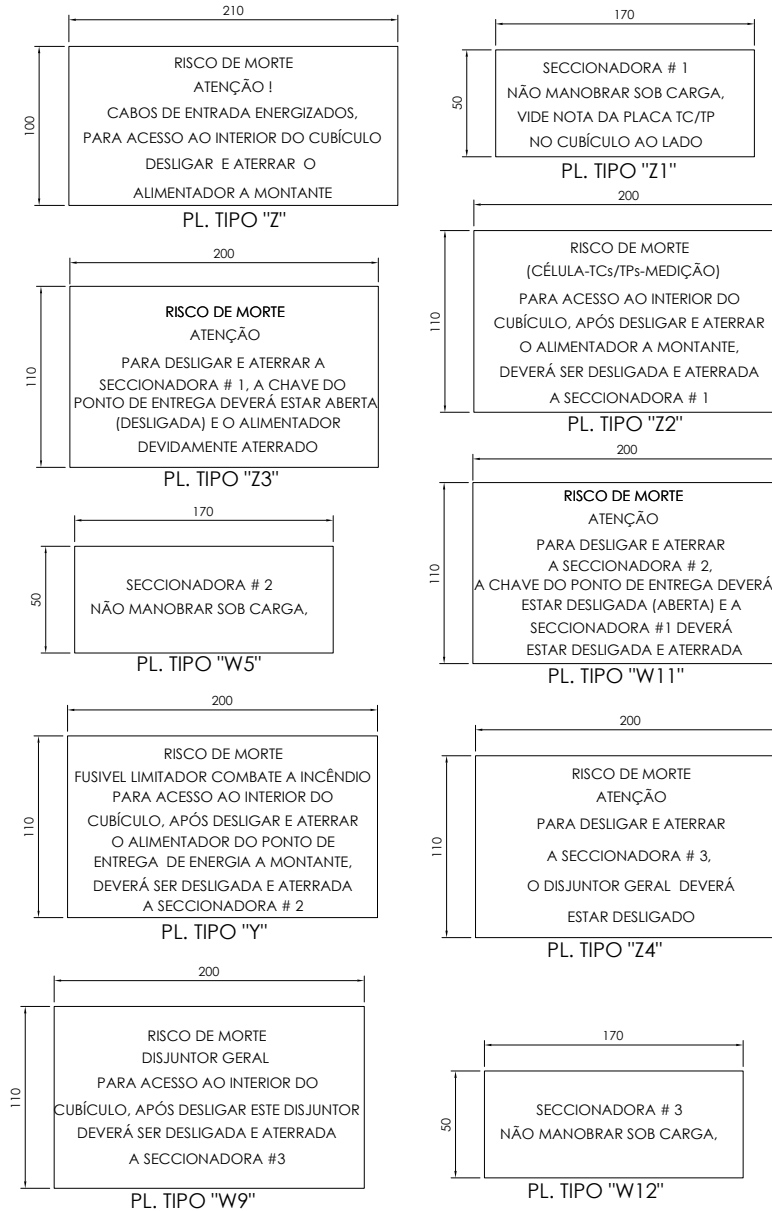 210
100
RISCO DE MORTE
ATENÇÃO !
CABOS DE ENTRADA ENERGIZADOS,
PARA ACESSO AO INTERIOR DO CUBÍCULO
DESLIGAR E ATERRAR O
ALIMENTADOR A MONTANTE
PL. TIPO "Z"
170
50
SECCIONADORA # 1
NÃO MANOBRAR SOB CARGA,
VIDE NOTA DA PLACA TC/TP
NO CUBÍCULO AO LADO
PL. TIPO "Z1"
200
110
RISCO DE MORTE
ATENÇÃO
PARA DESLIGAR E ATERRAR A
SECCIONADORA # 1, A CHAVE DO
PONTO DE ENTREGA DEVERÁ ESTAR ABERTA
(DESLIGADA) E O ALIMENTADOR
DEVIDAMENTE ATERRADO
PL. TIPO "Z3"
200
110
RISCO DE MORTE
(CÉLULA-TCs/TPs-MEDIÇÃO)
PARA ACESSO AO INTERIOR DO
CUBÍCULO, APÓS DESLIGAR E ATERRAR
O ALIMENTADOR A MONTANTE,
DEVERÁ SER DESLIGADA E ATERRADA
A SECCIONADORA # 1
PL. TIPO "Z2"
170
50
SECCIONADORA # 2
NÃO MANOBRAR SOB CARGA,
PL. TIPO "W5"
200
110
RISCO DE MORTE
ATENÇÃO
PARA DESLIGAR E ATERRAR
A SECCIONADORA # 2,
A CHAVE DO PONTO DE ENTREGA DEVERÁ
ESTAR DESLIGADA (ABERTA) E A
SECCIONADORA #1 DEVERÁ
ESTAR DESLIGADA E ATERRADA
PL. TIPO "W11"
200
110
RISCO DE MORTE
FUSIVEL LIMITADOR COMBATE A INCÊNDIO
PARA ACESSO AO INTERIOR DO
CUBÍCULO, APÓS DESLIGAR E ATERRAR
O ALIMENTADOR DO PONTO DE
ENTREGA DE ENERGIA A MONTANTE,
DEVERÁ SER DESLIGADA E ATERRADA
A SECCIONADORA # 2
PL. TIPO "Y"
200
110
RISCO DE MORTE
ATENÇÃO
PARA DESLIGAR E ATERRAR
A SECCIONADORA # 3,
O DISJUNTOR GERAL DEVERÁ
ESTAR DESLIGADO
PL. TIPO "Z4"
200
110
RISCO DE MORTE
DISJUNTOR GERAL
PARA ACESSO AO INTERIOR DO
CUBÍCULO, APÓS DESLIGAR ESTE DISJUNTOR
DEVERÁ SER DESLIGADA E ATERRADA
A SECCIONADORA #3
PL. TIPO "W9"
170
50
SECCIONADORA # 3
NÃO MANOBRAR SOB CARGA,
PL. TIPO "W12"